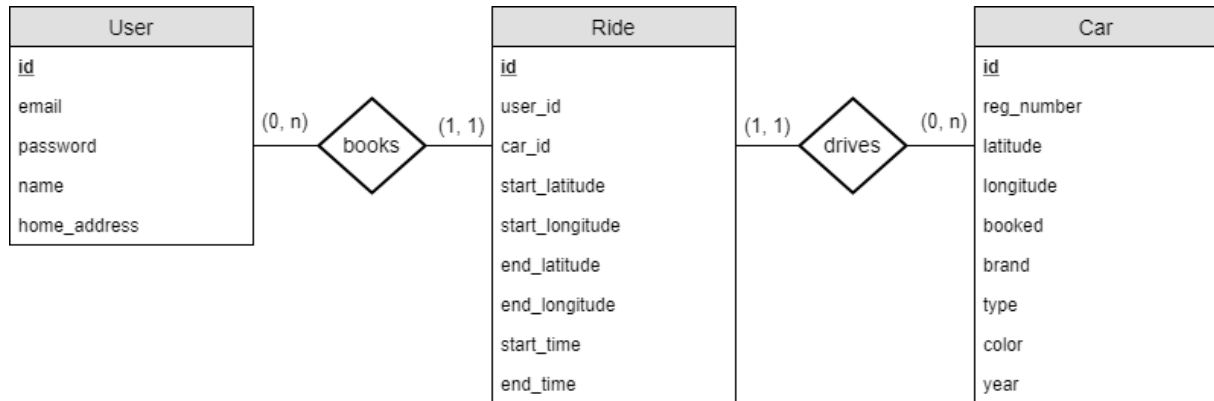 User
id
email
password
name
home_address
(0, n)
books
(1, 1)
Ride
id
user_id
car_id
start_latitude
start_longitude
end_latitude
end_longitude
start_time
end_time
(1, 1)
drives
(0, n)
Car
id
reg_number
latitude
longitude
booked
brand
type
color
year